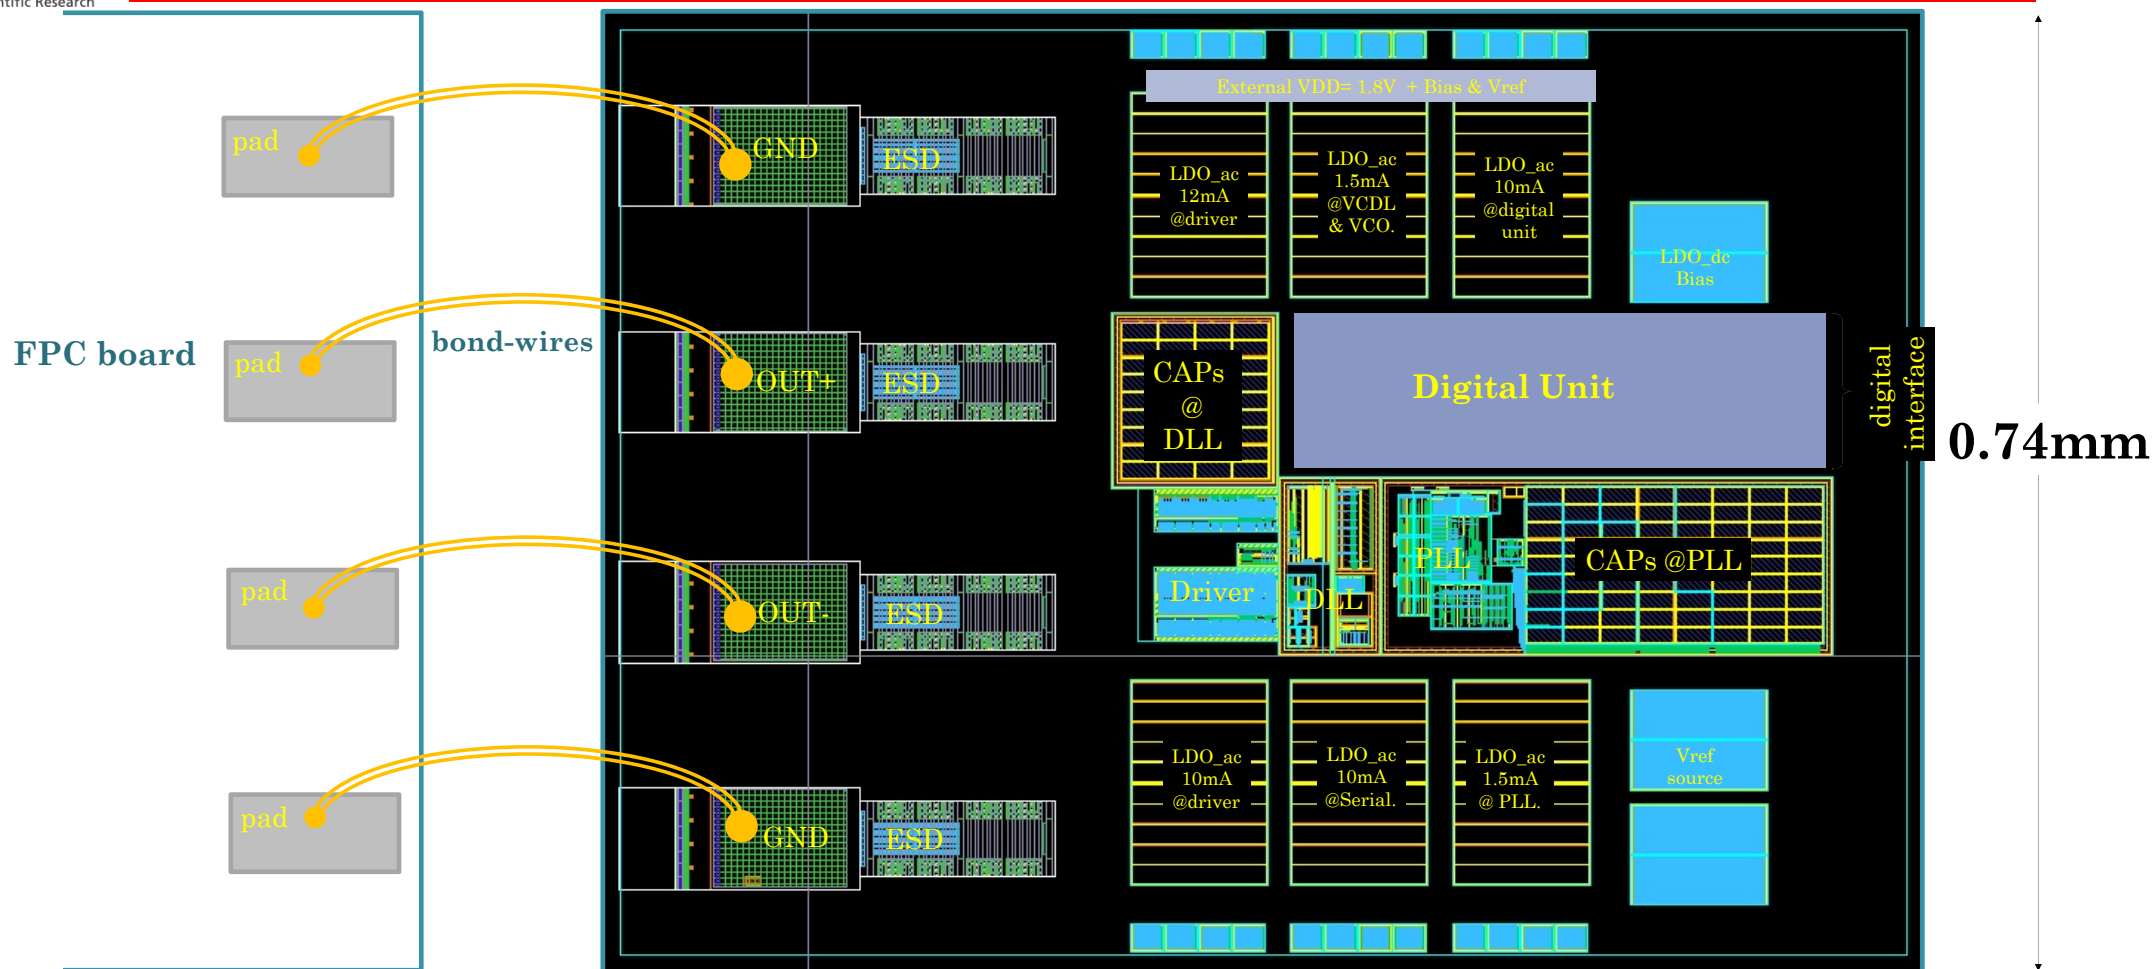 Scientific Research
External VDD= 1.8V + Bias & Vref
pad
GND
ESD
LDO_ac
12mA
@driver
LDO_ac
1.5mA
@VCDL
& VCO.
LDO_ac
10mA
@digital
unit
LDO_dc
Bias
FPC board
bond-wires
pad
OUT+
ESD
CAPs
@
DLL
Digital Unit
digital
interface
0.74mm
pad
OUT-
ESD
Driver
DLL
PLL
CAPs @PLL
pad
GND
ESD
LDO_ac
10mA
@driver
LDO_ac
10mA
@Serial.
LDO_ac
1.5mA
@ PLL.
Vref
source